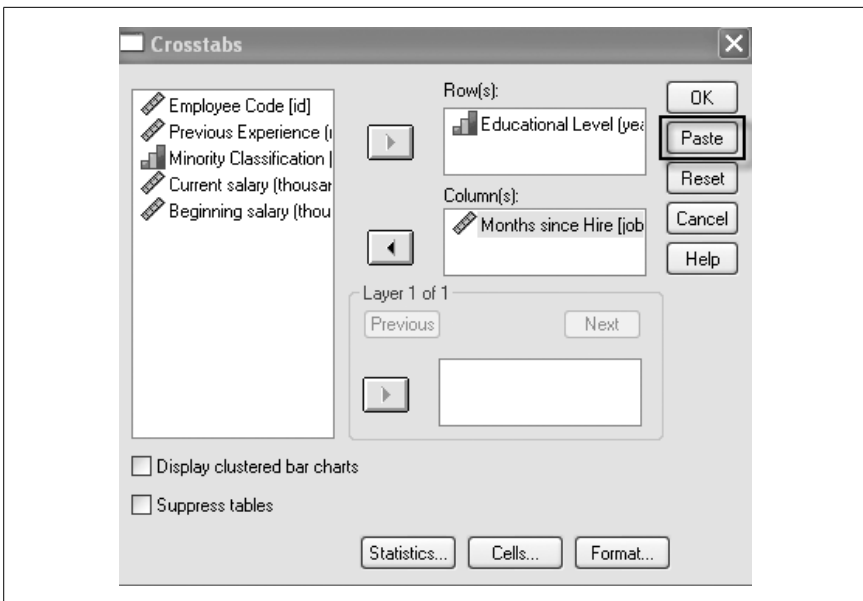 Crosstabs
Employee Code [id]
Previous Experience (
Minority Classification [
Current salary (thousar
Beginning salary (thou
Row(s):
Educational Level (yea
Column(s):
Months since Hire [job
Layer 1 of 1
Previous
Next
OK
Paste
Reset
Cancel
Help
Display clustered bar charts
Suppress tables
Statistics...
Cells...
Format...